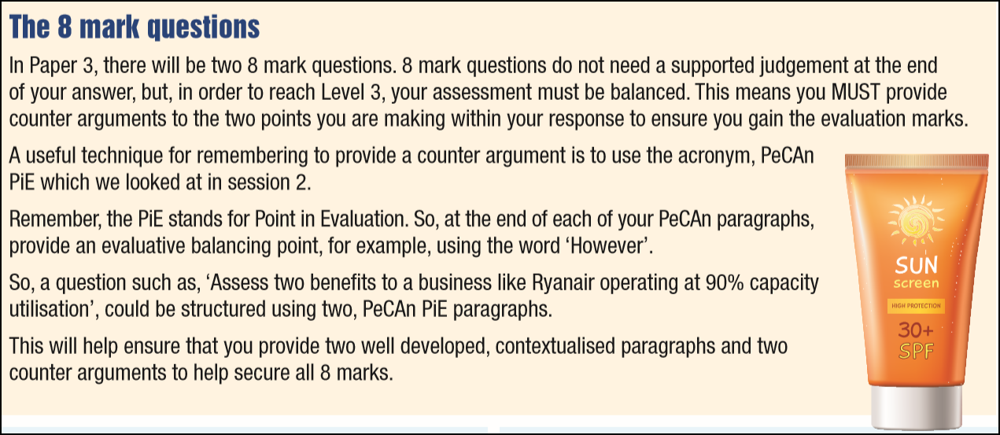 The 8 mark questions
In Paper 3, there will be two 8 mark questions. 8 mark questions do not need a supported judgement at the end
of your answer, but, in order to reach Level 3, your assessment must be balanced. This means you MUST provide
counter arguments to the two points you are making within your response to ensure you gain the evaluation marks.
A useful technique for remembering to provide a counter argument is to use the acronym, PeCAn
PiE which we looked at in session 2.
Remember, the PiE stands for Point in Evaluation. So, at the end of each of your PeCAn paragraphs,
provide an evaluative balancing point, for example, using the word ‘However’.
So, a question such as, ‘Assess two benefits to a business like Ryanair operating at 90% capacity
utilisation’, could be structured using two, PeCAn PiE paragraphs.
This will help ensure that you provide two well developed, contextualised paragraphs and two
counter arguments to help secure all 8 marks.
SUN
screen
HIGH PROTECTION
30+
SPF